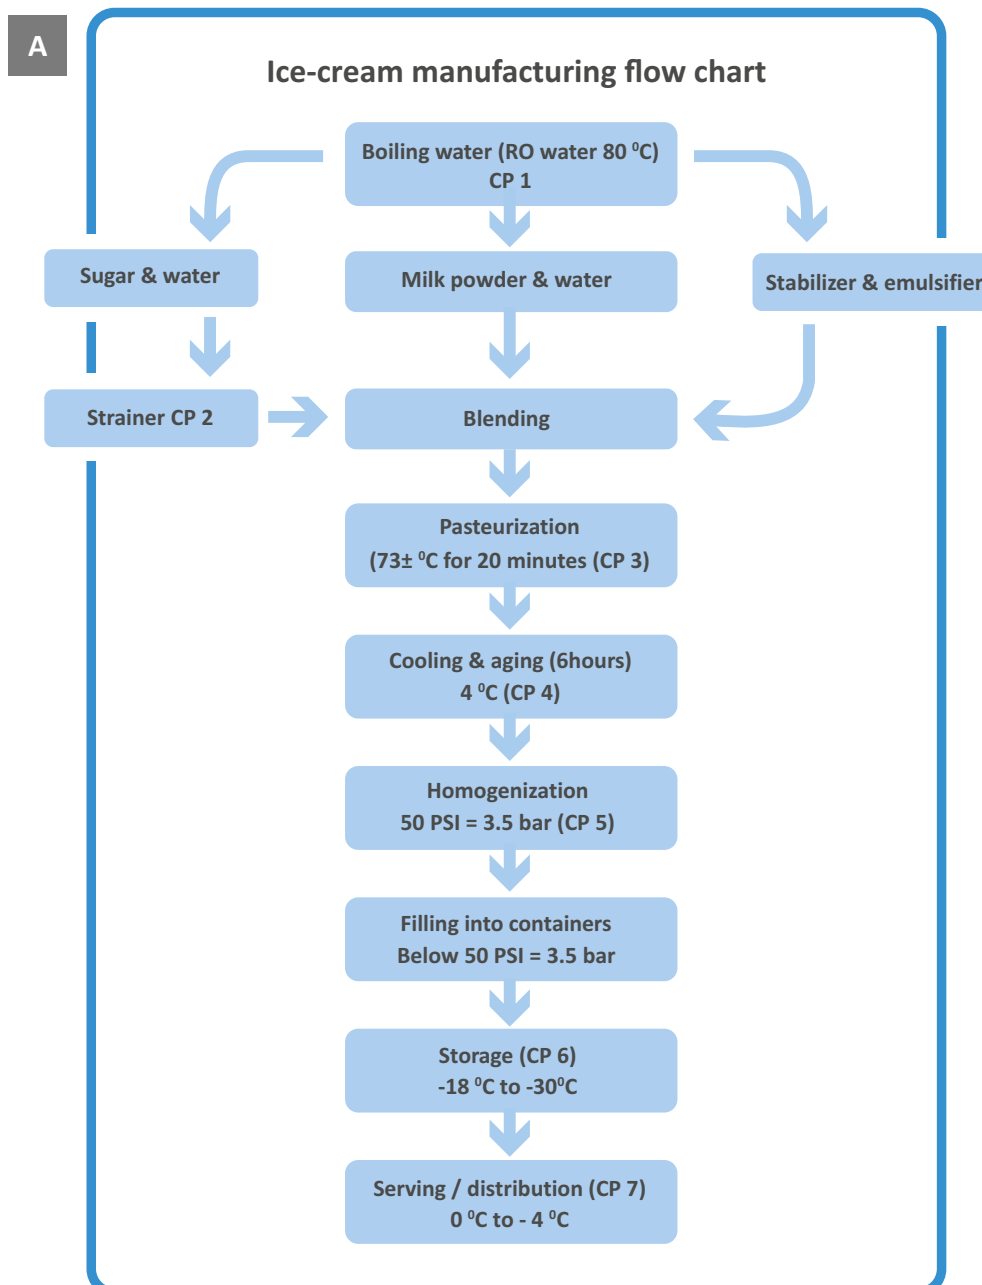 A
Ice-cream manufacturing flow chart
Boiling water (RO water 80 ⁰C)
CP 1
Sugar & water
Milk powder & water
Stabilizer & emulsifier
Strainer CP 2
Blending
Pasteurization
(73± ⁰C for 20 minutes (CP 3)
Cooling & aging (6hours)
4 ⁰C (CP 4)
Homogenization
50 PSI = 3.5 bar (CP 5)
Filling into containers
Below 50 PSI = 3.5 bar
Storage (CP 6)
-18 ⁰C to -30⁰C
Serving / distribution (CP 7)
0 ⁰C to - 4 ⁰C